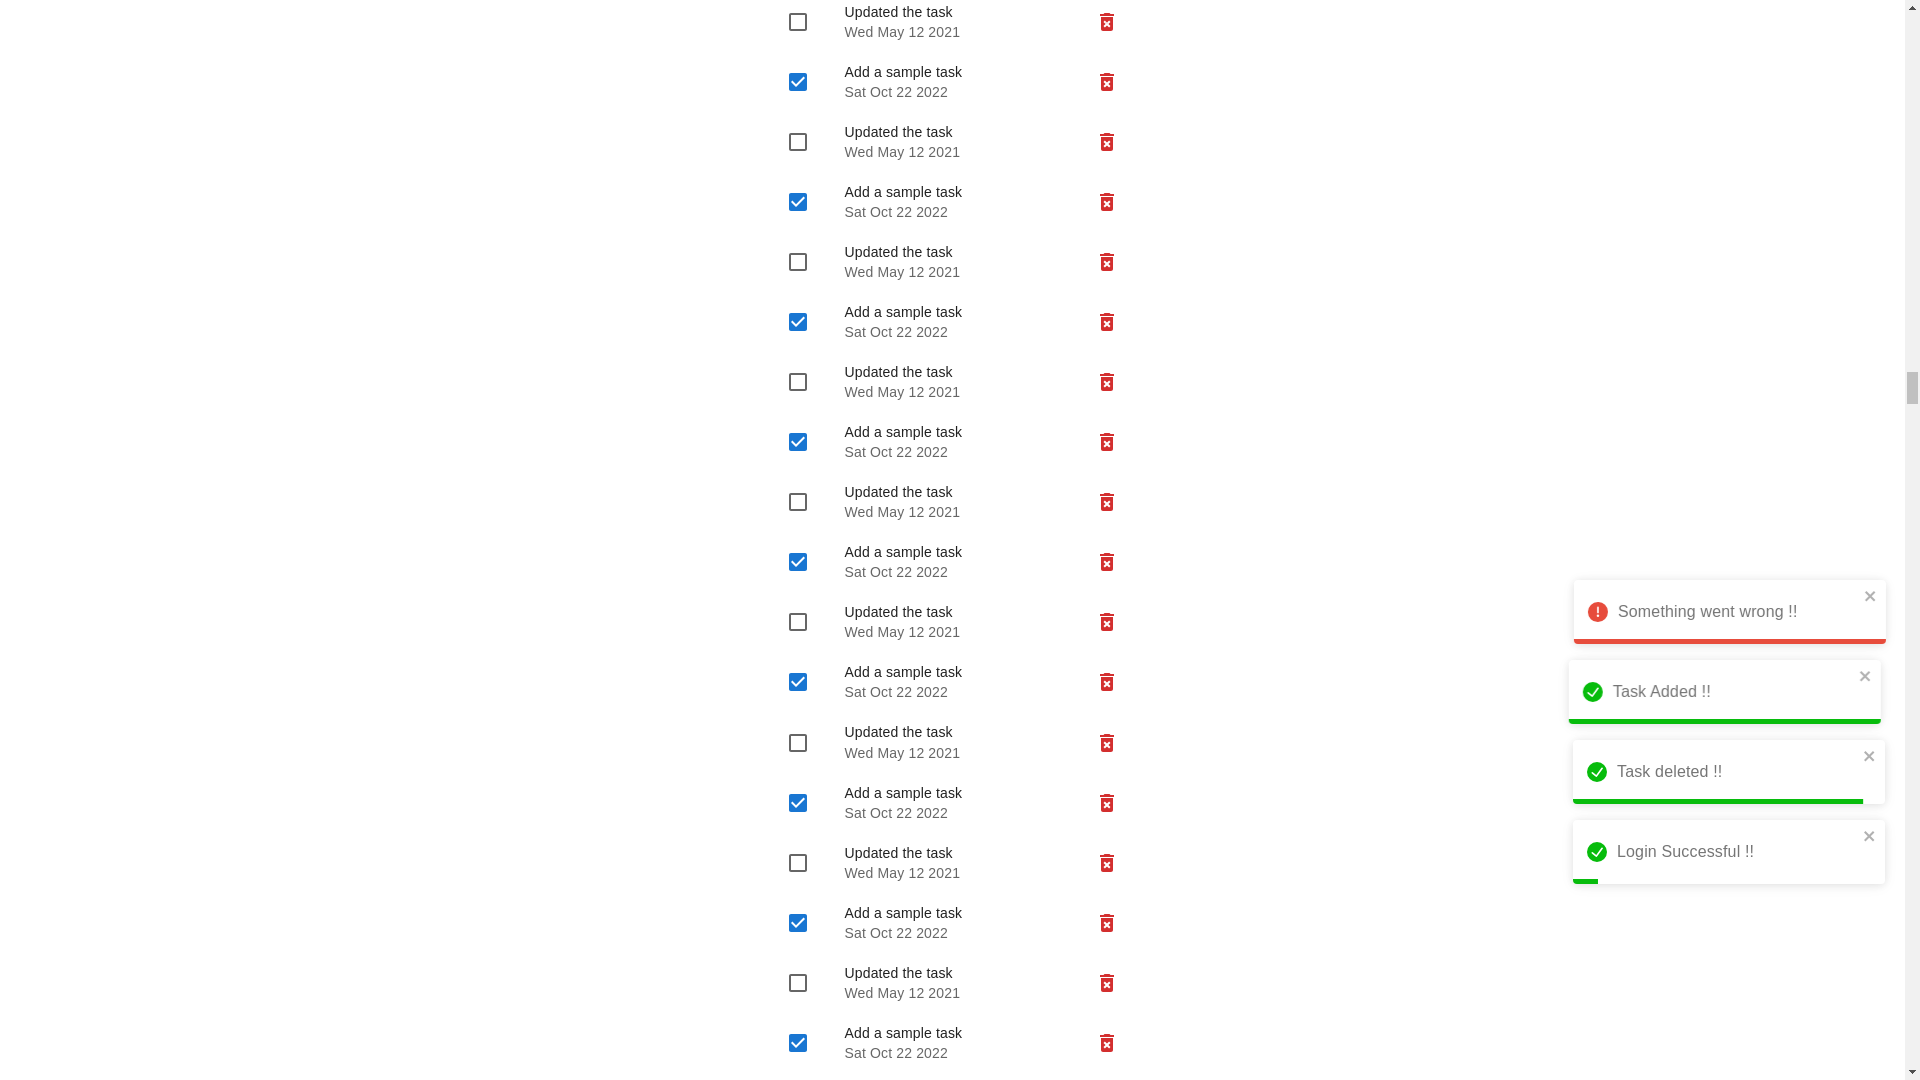 Updated the task
Wed May 12 2021
Add a sample task
Sat Oct 22 2022
Updated the task
Wed May 12 2021
Add a sample task
Sat Oct 22 2022
Updated the task
Wed May 12 2021
Add a sample task
Sat Oct 22 2022
Updated the task
Wed May 12 2021
Add a sample task
Sat Oct 22 2022
Updated the task
Wed May 12 2021
Add a sample task
Sat Oct 22 2022
Updated the task
Wed May 12 2021
Add a sample task
Sat Oct 22 2022
Updated the task
Wed May 12 2021
Add a sample task
Sat Oct 22 2022
Updated the task
Wed May 12 2021
Add a sample task
Sat Oct 22 2022
Updated the task
Wed May 12 2021
Add a sample task
Sat Oct 22 2022
Something went wrong !!
Task Added !!
Task deleted !!
Login Successful !!